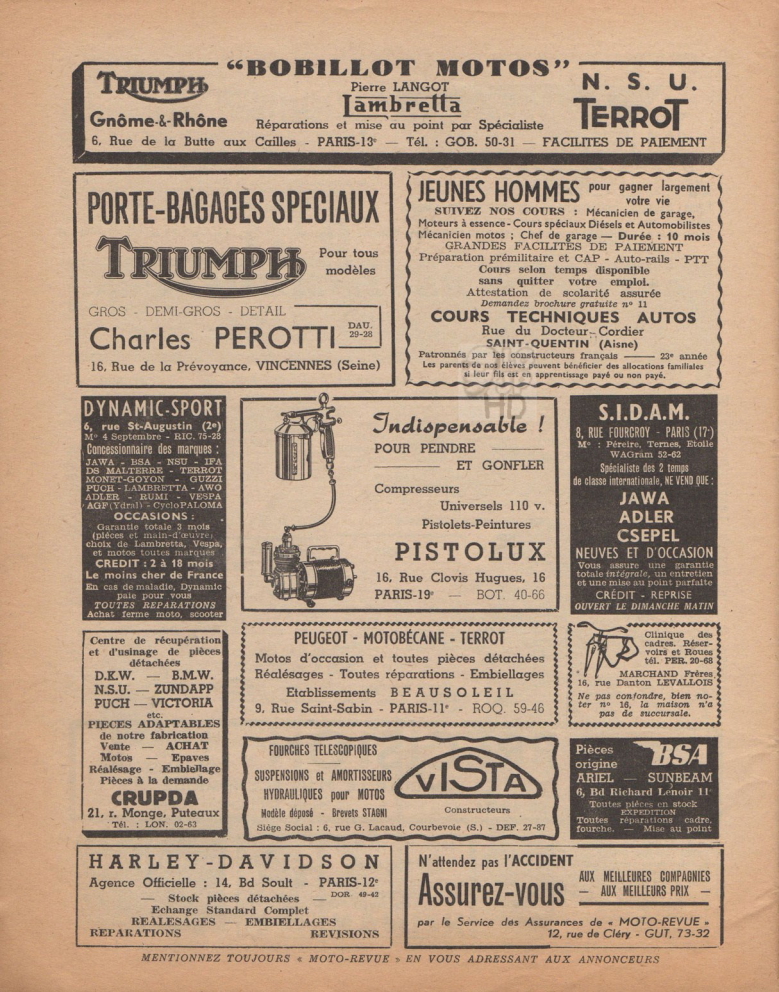 "BOBILLOT MOTOS"
TRIUMPH
Gnôme-&-Rhône
Pierre LANGOT
Lambretta
Réparations et mise au point par Spécialiste
N. S. U.
TERROT
6, Rue de la Butte aux Cailles - PARIS-13e — Tél. : GOB. 50-31 — FACILITES DE PAIEMENT
PORTE-BAGAGES SPECIAUX
TRIUMPH
Pour tous
modèles
GROS - DEMI-GROS - DETAIL
Charles PEROTTI
DAU.
29-28
16, Rue de la Prévoyance, VINCENNES (Seine)
JEUNES HOMMES pour gagner largement
votre vie
SUIVEZ NOS COURS : Mécanicien de garage,
Moteurs à essence - Cours spéciaux Diésels et Automobilistes
Mécanicien motos ; Chef de garage — Durée : 10 mois
GRANDES FACILITES DE PAIEMENT
Préparation prémilitaire et CAP - Auto-rails - PTT
Cours selon temps disponible
sans quitter votre emploi.
Attestation de scolarité assurée
Demandez brochure gratuite n° 11
COURS TECHNIQUES AUTOS
Rue du Docteur-Cordier
SAINT-QUENTIN (Aisne)
Patronnés par les constructeurs français — 23e année
Les parents de nos élèves peuvent bénéficier des allocations familiales
si leur fils est en apprentissage payé ou non payé.
DYNAMIC-SPORT
6, rue St-Augustin (2e)
M° 4 Septembre - RIC. 75-28
Concessionnaire des marques :
JAWA - BSA - NSU - IFA
DS MALTERRE - TERROT
MONET-GOYON - GUZZI
PUCH - LAMBRETTA - AWO
ADLER - RUMI - VESPA
AGF (Ydral) - Cyclo PALOMA
OCCASIONS :
Garantie totale 3 mois
(pièces et main-d'œuvre)
choix de Lambretta, Vespa,
et motos toutes marques
CREDIT : 2 à 18 mois
Le moins cher de France
En cas de maladie, Dynamic
paie pour vous
TOUTES REPARATIONS
Achat ferme moto, scooter
Indispensable !
POUR PEINDRE
ET GONFLER
Compresseurs
Universels 110 v.
Pistolets-Peintures
PISTOLUX
16, Rue Clovis Hugues, 16
PARIS-19e — BOT. 40-66
S.I.D.A.M.
8, RUE FOURCROY - PARIS (17e)
M° : Péreire, Ternes, Etoile
WAGram 52-62
Spécialiste des 2 temps
de classe internationale, NE VEND QUE :
JAWA
ADLER
CSEPEL
NEUVES ET D'OCCASION
Vous assure une garantie
totale intégrale, un entretien
et un mise au point parfaite
CRÉDIT - REPRISE
OUVERT LE DIMANCHE MATIN
Centre de récupération
et d'usinage de pièces
détachées
D.K.W. — B.M.W.
N.S.U. — ZUNDAPP
PUCH — VICTORIA
etc.
PIECES ADAPTABLES
de notre fabrication
Vente — ACHAT
Motos — Epaves
Réalésage - Embiellage
Pièces à la demande
CRUPDA
21, r. Monge, Puteaux
Tél. : LON. 02-63
PEUGEOT - MOTOBÉCANE - TERROT
Motos d'occasion et toutes pièces détachées
Réalésages - Toutes réparations - Embiellages
Etablissements BEAUSOLEIL
9, Rue Saint-Sabin - PARIS-11e - ROQ. 59-46
Clinique des
cadres. Réser-
voirs et Roues
tél. PER. 20-68
MARCHAND Frères
16, rue Danton LEVALLOIS
Ne pas confondre, bien no-
ter n° 16, la maison n'a
pas de succursale.
FOURCHES TELESCOPIQUES
SUSPENSIONS et AMORTISSEURS
HYDRAULIQUES pour MOTOS
Modèle déposé - Brevets STAGNI
VISTA
Constructeurs
Siège Social : 6, rue G. Lacaud, Courbevoie (S.) - DEF. 27-87
Pièces
origine
BSA
ARIEL — SUNBEAM
6, Bd Richard Lenoir 11e
Toutes pièces en stock
EXPEDITION
Toutes réparations cadre,
fourche. — Mise au point
HARLEY-DAVIDSON
Agence Officielle : 14, Bd Soult - PARIS-12e
— Stock pièces détachées — DOR 49-42
Echange Standard Complet
REALESAGES — EMBIELLAGES
REPARATIONS REVISIONS
N'attendez pas l'ACCIDENT
Assurez-vous
AUX MEILLEURES COMPAGNIES
— AUX MEILLEURS PRIX —
par le Service des Assurances de « MOTO-REVUE »
12, rue de Cléry - GUT. 73-32
MENTIONNEZ TOUJOURS « MOTO-REVUE » EN VOUS ADRESSANT AUX ANNONCEURS